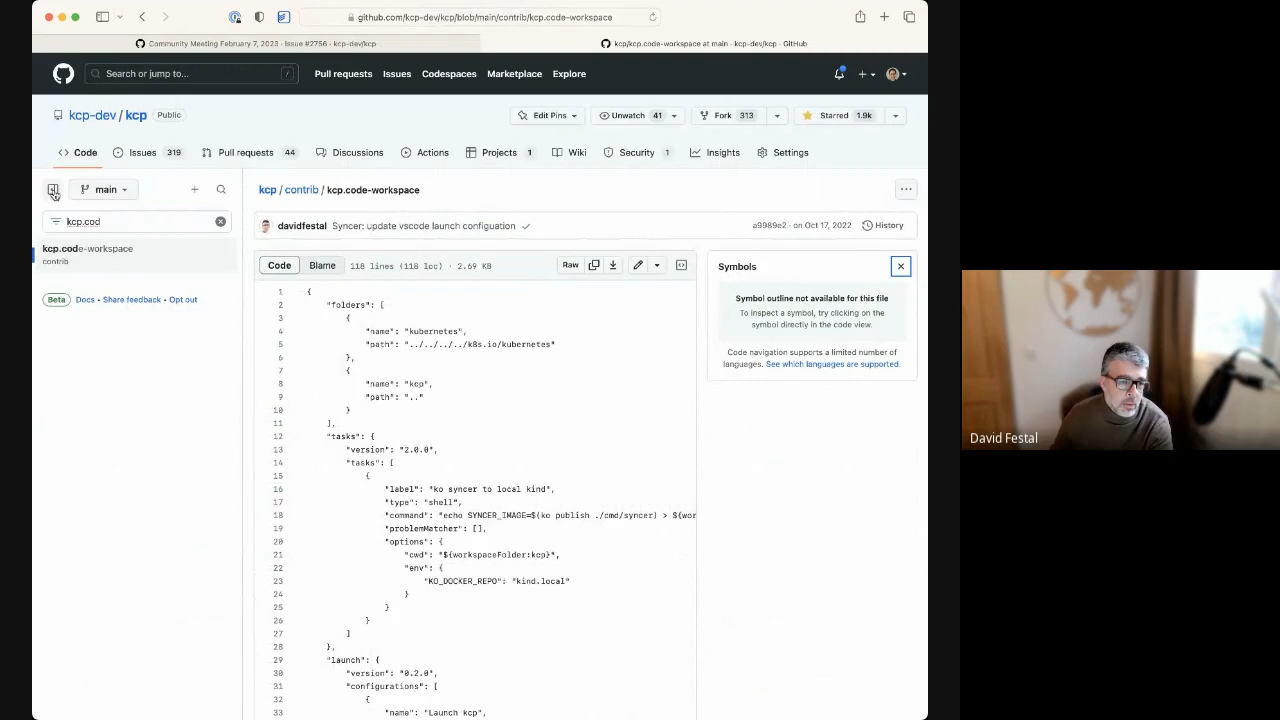 github.com/kcp-dev/kcp/blob/main/contrib/kcp.code-workspace
Community Meeting February 7, 2023 · Issue #2756 · kcp-dev/kcp
kcp/kcp.code-workspace at main · kcp-dev/kcp · GitHub
Search or jump to...
/
Pull requests
Issues
Codespaces
Marketplace
Explore
kcp-dev / kcp
Public
Edit Pins
Unwatch 41
Fork 313
Starred 1.9k
Code
Issues 319
Pull requests 44
Discussions
Actions
Projects 1
Wiki
Security 1
Insights
Settings
main
kcp.cod
kcp.code-workspace
contrib
Beta Docs • Share feedback • Opt out
kcp / contrib / kcp.code-workspace
davidfestal Syncer: update vscode launch configuation
a9989e2 · on Oct 17, 2022
History
Code
Blame
118 lines (118 loc) · 2.69 KB
Raw
1 {
2 "folders": [
3 {
4 "name": "kubernetes",
5 "path": "../../../../k8s.io/kubernetes"
6 },
7 {
8 "name": "kcp",
9 "path": ".."
10 }
11 ],
12 "tasks": {
13 "version": "2.0.0",
14 "tasks": [
15 {
16 "label": "ko syncer to local kind",
17 "type": "shell",
18 "command": "echo SYNCER_IMAGE=$(ko publish ./cmd/syncer) > ${wor
19 "problemMatcher": [],
20 "options": {
21 "cwd": "${workspaceFolder:kcp}",
22 "env": {
23 "KO_DOCKER_REPO": "kind.local"
24 }
25 }
26 }
27 ]
28 },
29 "launch": {
30 "version": "0.2.0",
31 "configurations": [
32 {
33 "name": "Launch kcp",
Symbols
Symbol outline not available for this file
To inspect a symbol, try clicking on the
symbol directly in the code view.
Code navigation supports a limited number of
languages. See which languages are supported.
David Festal